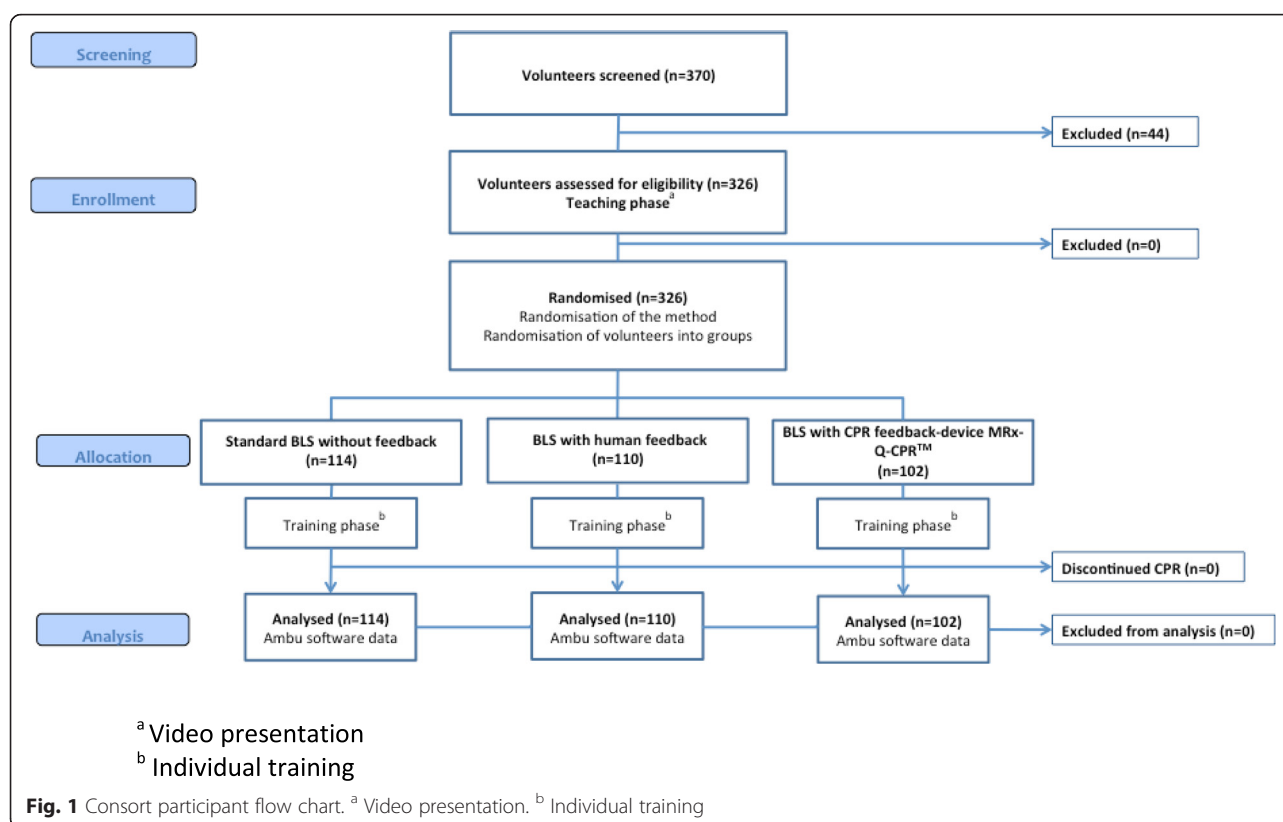 Screening
Volunteers screened (n=370)
Excluded (n=44)
Enrollment
Volunteers assessed for eligibility (n=326)
Teaching phase a
Excluded (n=0)
Randomised (n=326)
Randomisation of the method
Randomisation of volunteers into groups
Allocation
Standard BLS without feedback
(n=114)
BLS with human feedback
(n=110)
BLS with CPR feedback-device MRx-
Q-CPR™
(n=102)
Training phase b
Training phase b
Training phase b
Discontinued CPR (n=0)
Analysis
Analysed (n=114)
Ambu software data
Analysed (n=110)
Ambu software data
Analysed (n=102)
Ambu software data
Excluded from analysis (n=0)
a Video presentation
b Individual training
Fig. 1 Consort participant flow chart. a Video presentation. b Individual training